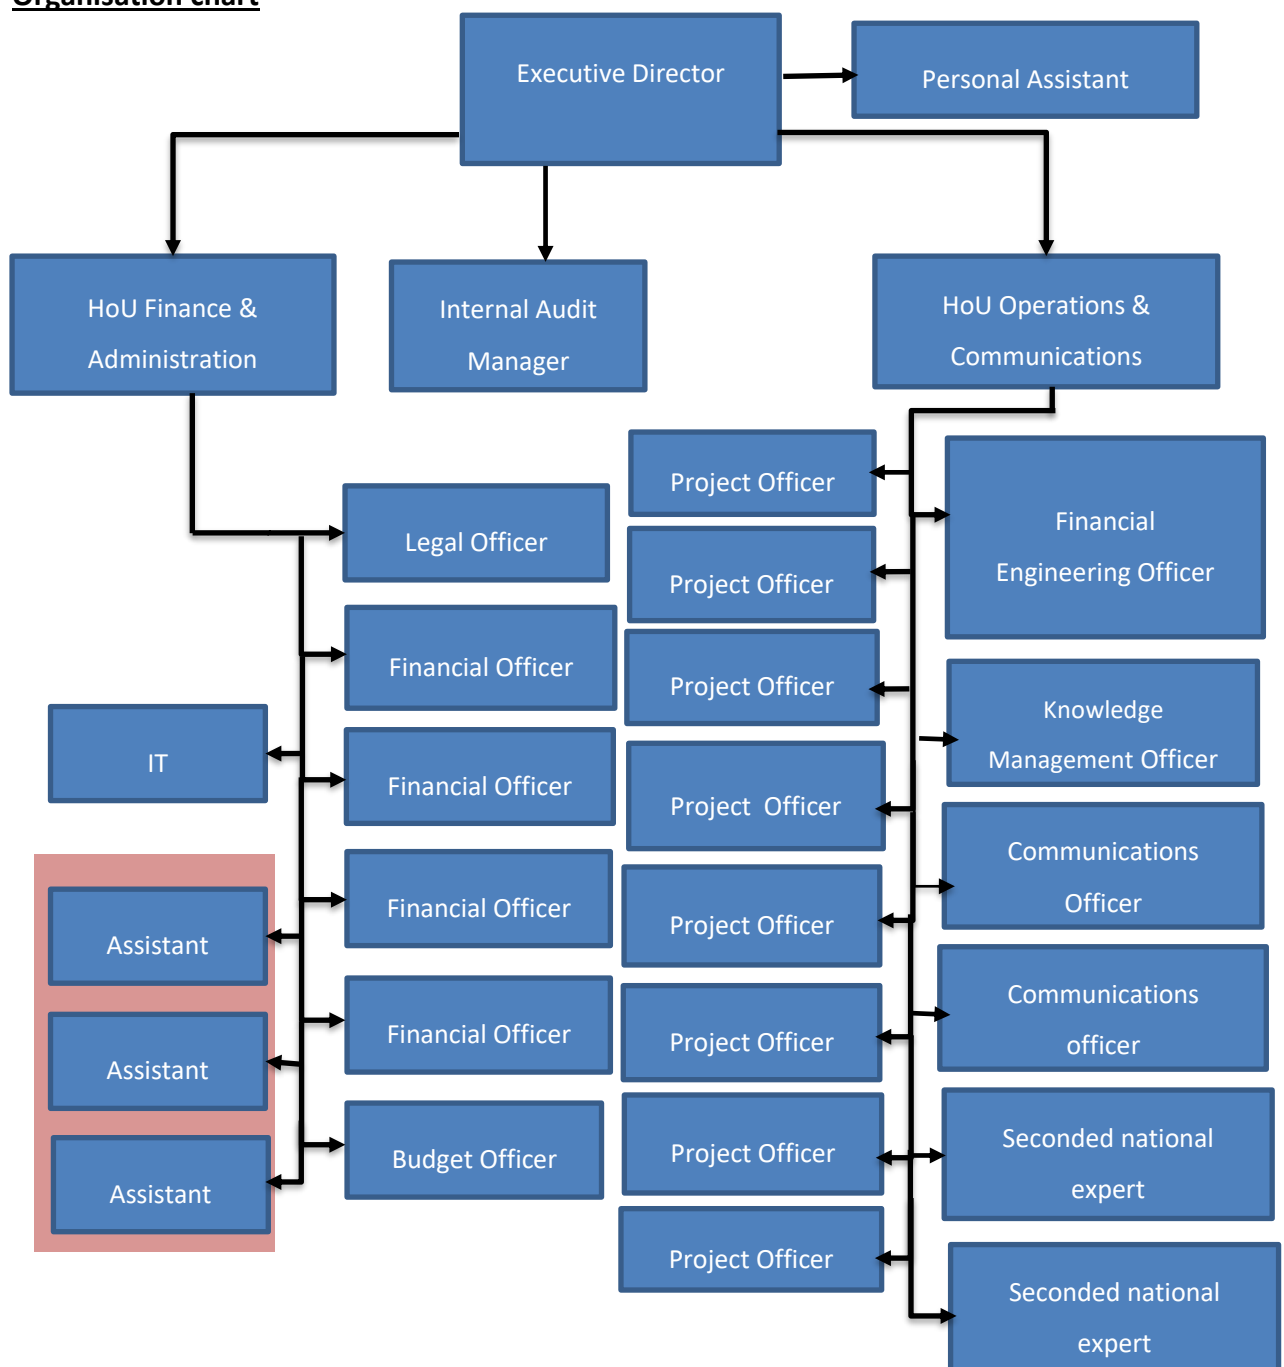 Organisation chart
Executive Director
Personal Assistant
HoU Finance &
Administration
Internal Audit
Manager
HoU Operations &
Communications
Legal Officer
Financial Officer
IT
Financial Officer
Financial Officer
Assistant
Financial Officer
Assistant
Budget Officer
Assistant
Project Officer
Project Officer
Project Officer
Project  Officer
Project Officer
Project Officer
Project Officer
Project Officer
Financial
Engineering Officer
Knowledge
Management Officer
Communications
Officer
Communications
officer
Seconded national
expert
Seconded national
expert